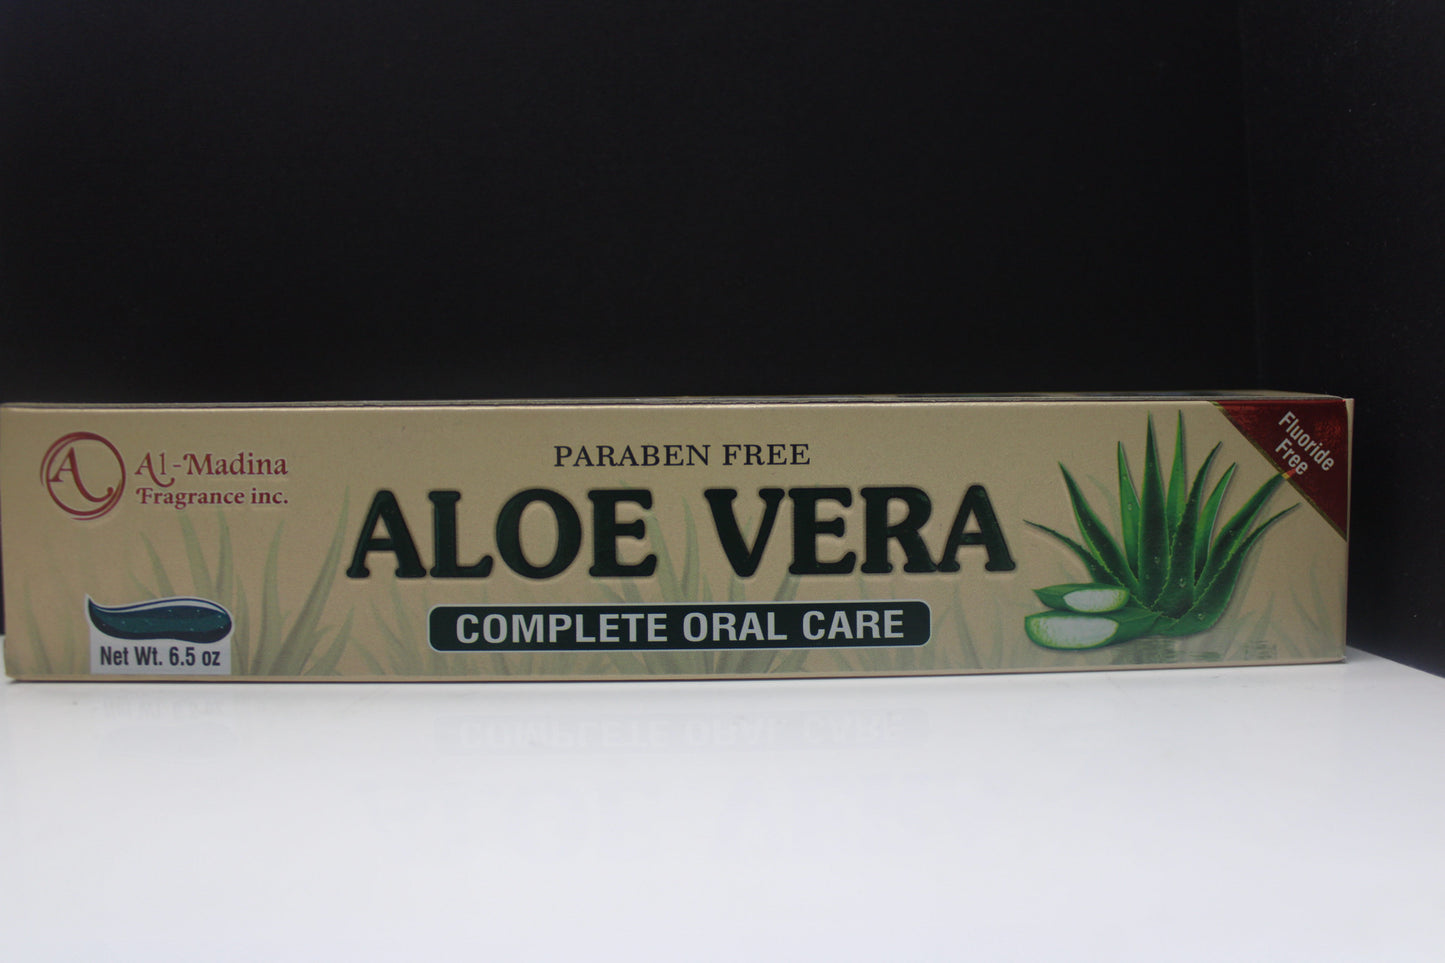 Al-Madina
Fragrance inc.
PARABEN FREE
ALOE VERA
COMPLETE ORAL CARE
Net Wt. 6.5 oz
Fluoride
Free